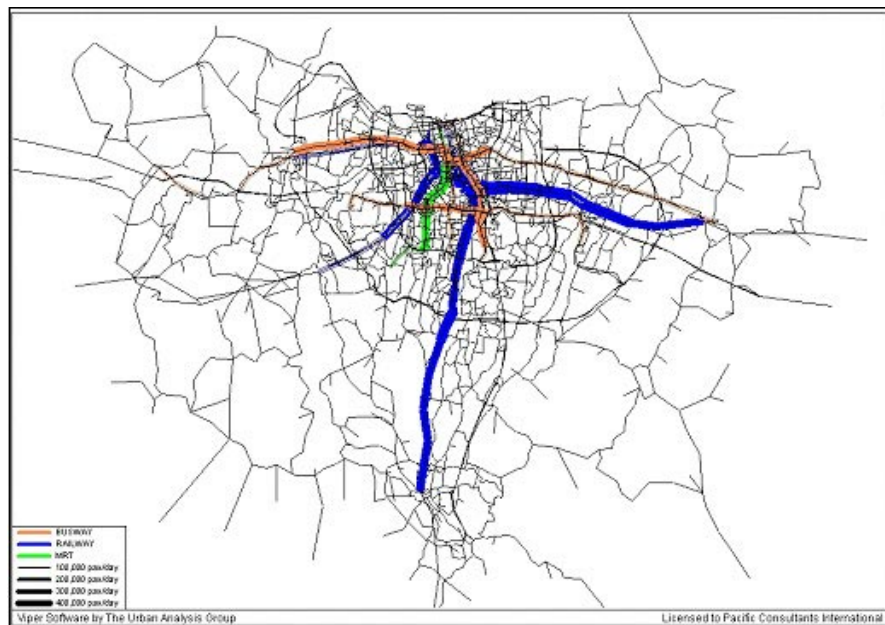 BUSWAY
RAILWAY
MRT
100,000 pax/day
200,000 pax/day
300,000 pax/day
400,000 pax/day
Viper Software by The Urban Analysis Group
Licensed to Pacific Consultants International